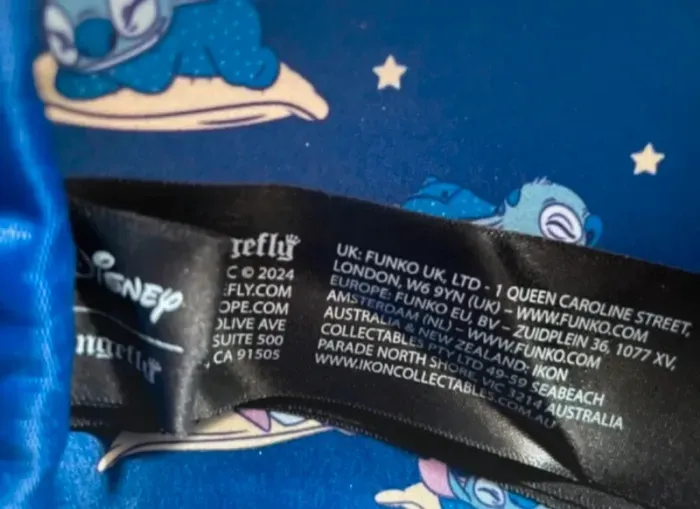 DISNEY
ngefly
gefly
C © 2024
EFLY.COM
OPE.COM
OLIVE AVE
SUITE 500
, CA 91505
UK: FUNKO UK, LTD - 1 QUEEN CAROLINE STREET,
LONDON, W6 9YN (UK) – WWW.FUNKO.COM
EUROPE: FUNKO EU, BV – ZUIDPLEIN 36, 1077 XV,
AMSTERDAM (NL) – WWW.FUNKO.COM
AUSTRALIA & NEW ZEALAND: IKON
COLLECTABLES PTY LTD 49-59 SEABEACH
PARADE NORTH SHORE VIC 3214 AUSTRALIA
WWW.IKONCOLLECTABLES.COM.AU